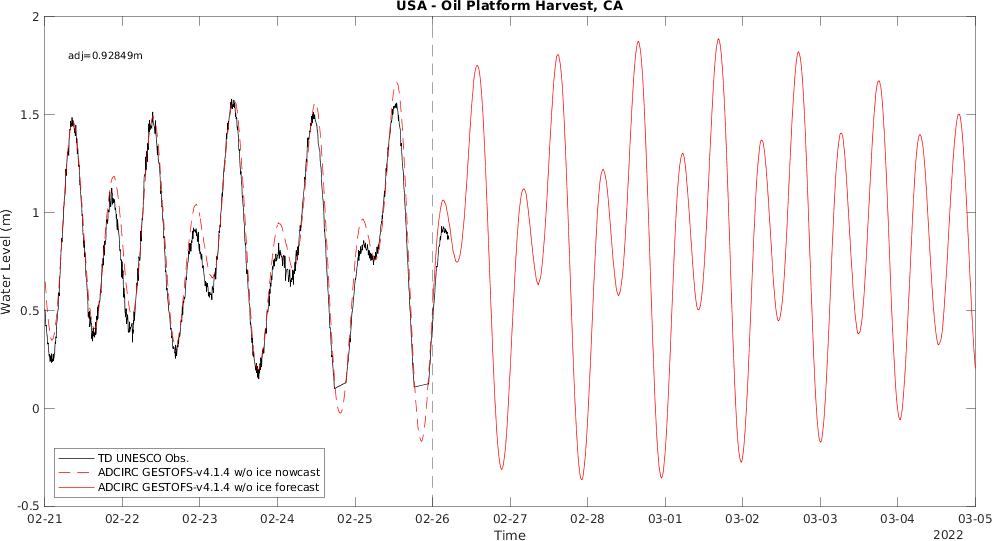 USA - Oil Platform Harvest, CA
adj=0.92849m
Water Level (m)
2
1.5
1
0.5
0
-0.5
TD UNESCO Obs.
ADCIRC GESTOFS-v4.1.4 w/o ice nowcast
ADCIRC GESTOFS-v4.1.4 w/o ice forecast
02-21 02-22 02-23 02-24 02-25 02-26 02-27 02-28 03-01 03-02 03-03 03-04 03-05
Time
2022